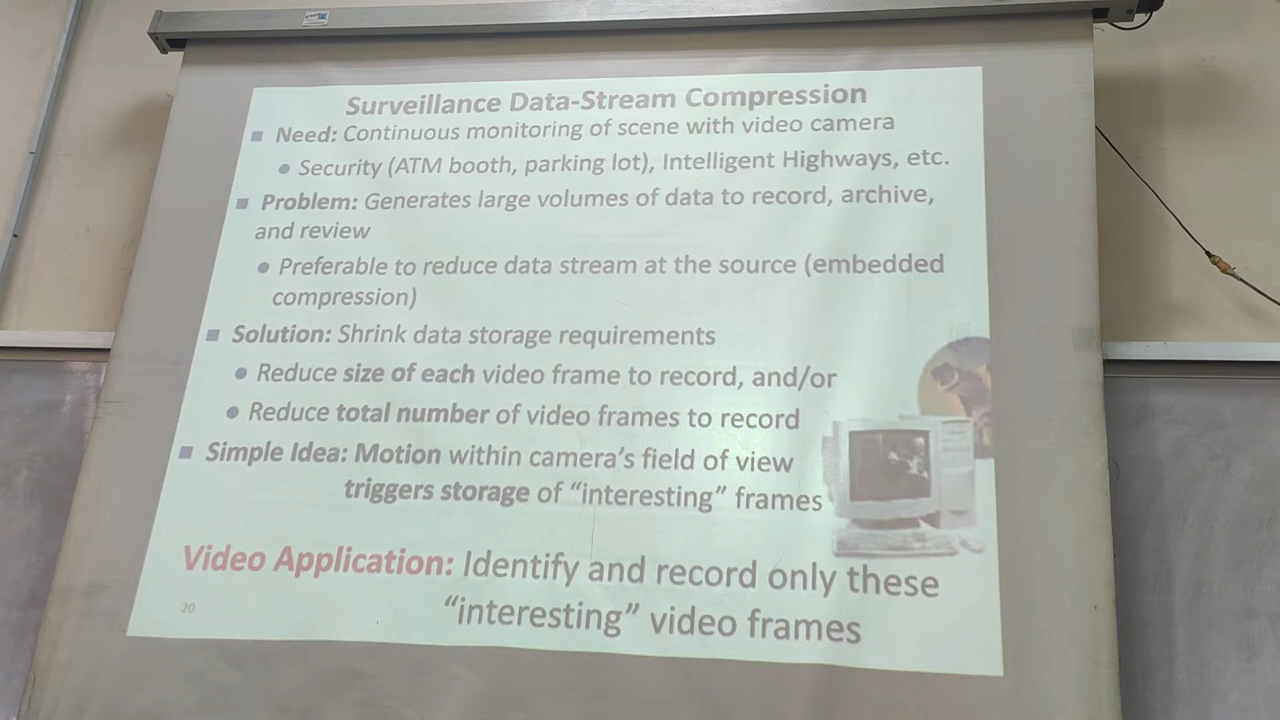 Surveillance Data-Stream Compression
■ Need: Continuous monitoring of scene with video camera
● Security (ATM booth, parking lot), Intelligent Highways, etc.
■ Problem: Generates large volumes of data to record, archive,
and review
● Preferable to reduce data stream at the source (embedded
compression)
■ Solution: Shrink data storage requirements
● Reduce size of each video frame to record, and/or
● Reduce total number of video frames to record
■ Simple Idea: Motion within camera's field of view
triggers storage of “interesting” frames
Video Application: Identify and record only these
“interesting” video frames
20